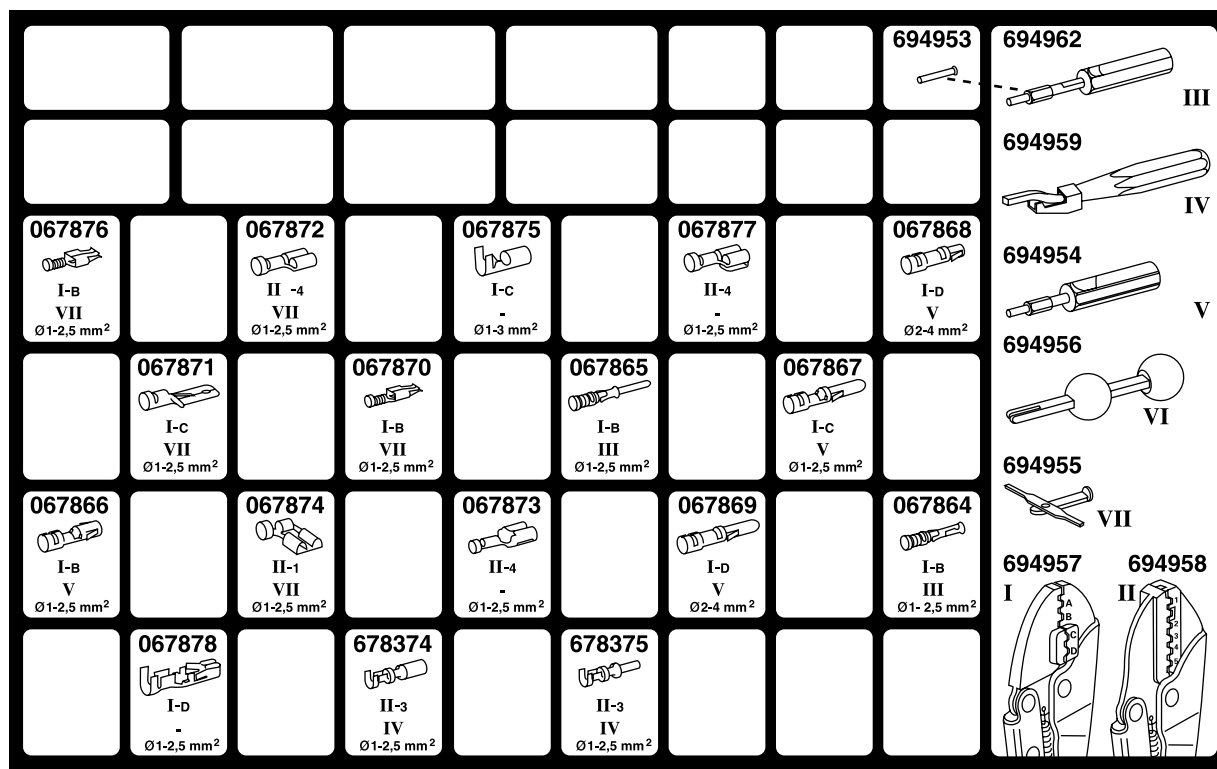 694953
694962
III
694959
IV
067876
I-B
VII
Ø1-2,5 mm²
067872
II -4
VII
Ø1-2,5 mm²
067875
I-C
-
Ø1-3 mm²
067877
II-4
-
Ø1-2,5 mm²
067868
I-D
V
Ø2-4 mm²
694954
V
694956
VI
067871
I-C
VII
Ø1-2,5 mm²
067870
I-B
VII
Ø1-2,5 mm²
067865
I-B
III
Ø1-2,5 mm²
067867
I-C
V
Ø1-2,5 mm²
694955
VII
067866
I-B
V
Ø1-2,5 mm²
067874
II-1
VII
Ø1-2,5 mm²
067873
II-4
-
Ø1-2,5 mm²
067869
I-D
V
Ø2-4 mm²
067864
I-B
III
Ø1- 2,5 mm²
694957
I
A
B
C
D
694958
II
1
2
3
4
5
067878
I-D
-
Ø1-2,5 mm²
678374
II-3
IV
Ø1-2,5 mm²
678375
II-3
IV
Ø1-2,5 mm²